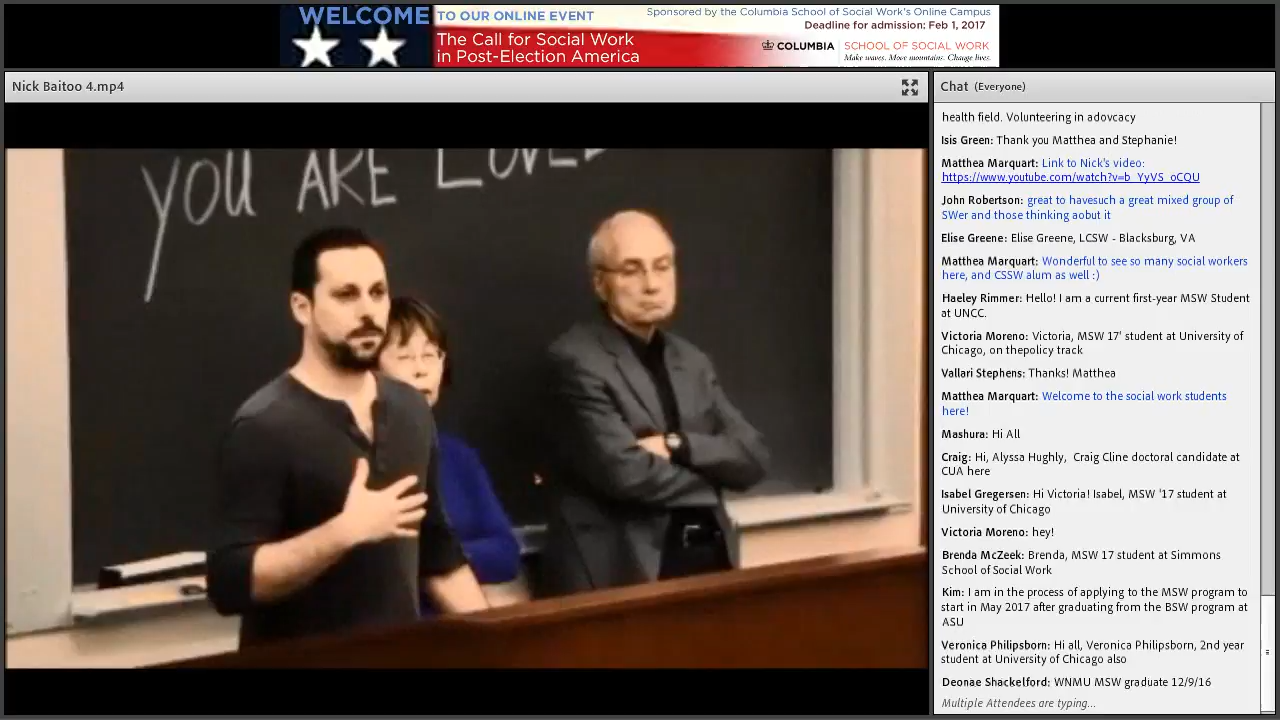 WELCOME TO OUR ONLINE EVENT
The Call for Social Work
in Post-Election America
Sponsored by the Columbia School of Social Work's Online Campus
Deadline for admission: Feb 1, 2017
COLUMBIA SCHOOL OF SOCIAL WORK
Make waves. Move mountains. Change lives.
Nick Baitoo 4.mp4
YOU ARE LOVE
Chat (Everyone)
health field. Volunteering in adovcacy
Isis Green: Thank you Matthea and Stephanie!
Matthea Marquart: Link to Nick's video:
https://www.youtube.com/watch?v=b_YyVS_oCQU
John Robertson: great to havesuch a great mixed group of
SWer and those thinking aobut it
Elise Greene: Elise Greene, LCSW - Blacksburg, VA
Matthea Marquart: Wonderful to see so many social workers
here, and CSSW alum as well :)
Haeley Rimmer: Hello! I am a current first-year MSW Student
at UNCC.
Victoria Moreno: Victoria, MSW 17' student at University of
Chicago, on thepolicy track
Vallari Stephens: Thanks! Matthea
Matthea Marquart: Welcome to the social work students
here!
Mashura: Hi All
Craig: Hi, Alyssa Hughly, Craig Cline doctoral candidate at
CUA here
Isabel Gregersen: Hi Victoria! Isabel, MSW '17 student at
University of Chicago
Victoria Moreno: hey!
Brenda McZeek: Brenda, MSW 17 student at Simmons
School of Social Work
Kim: I am in the process of applying to the MSW program to
start in May 2017 after graduating from the BSW program at
ASU
Veronica Philipsborn: Hi all, Veronica Philipsborn, 2nd year
student at University of Chicago also
Deonae Shackelford: WNMU MSW graduate 12/9/16
Multiple Attendees are typing...